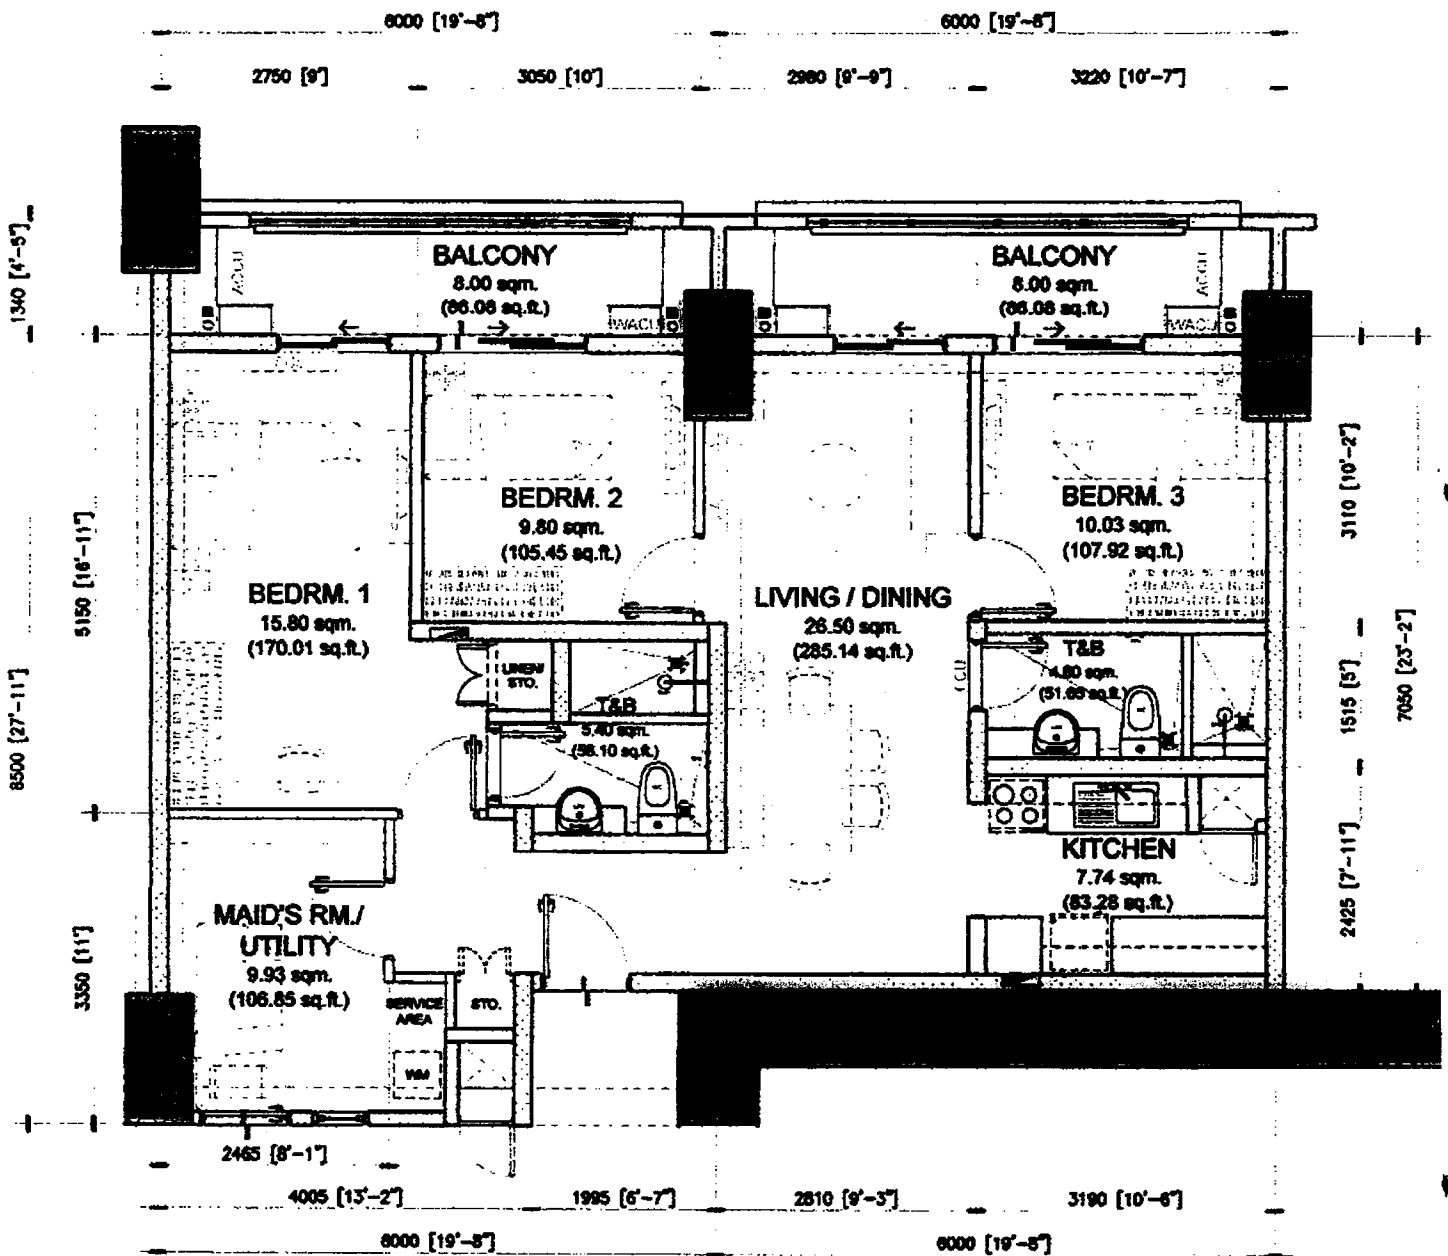 6000 [19'-8"]
6000 [19'-8"]
2750 [9']
3050 [10']
2980 [9'-9"]
3220 [10'-7"]
1340 [4'-5"]
BALCONY
8.00 sqm.
(86.08 sq.ft.)
BALCONY
8.00 sqm.
(86.08 sq.ft.)
ACCU
WACU
ACCU
WACU
5150 [16'-11"]
8500 [27'-11"]
3350 [11']
BEDRM. 1
15.80 sqm.
(170.01 sq.ft.)
BEDRM. 2
9.80 sqm.
(105.45 sq.ft.)
LIVING / DINING
26.50 sqm.
(285.14 sq.ft.)
BEDRM. 3
10.03 sqm.
(107.92 sq.ft.)
3110 [10'-2"]
1515 [5']
7050 [23'-2"]
2425 [7'-11"]
LINEN/
STO.
T&B
5.40 sqm.
(58.10 sq.ft.)
FCU
T&B
4.80 sqm.
(51.65 sq.ft.)
KITCHEN
7.74 sqm.
(83.28 sq.ft.)
MAID'S RM./
UTILITY
9.93 sqm.
(106.85 sq.ft.)
SERVICE
AREA
STO.
WM
2465 [8'-1"]
4005 [13'-2"]
1995 [6'-7"]
2810 [9'-3"]
3190 [10'-6"]
6000 [19'-8"]
6000 [19'-8"]